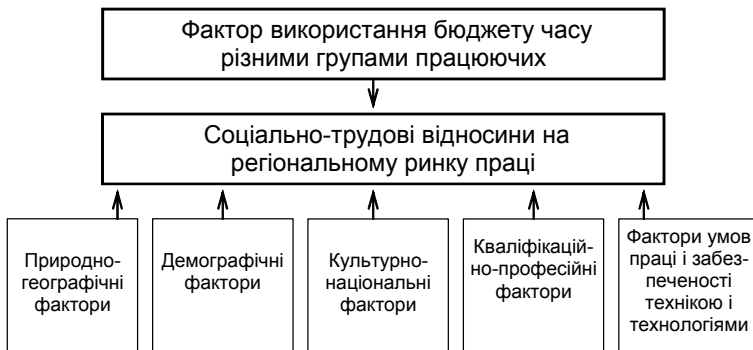 Фактор використання бюджету часу
різними групами працюючих
Соціально-трудові відносини на
регіональному ринку праці
Природно-
географічні
фактори
Демографічні
фактори
Культурно-
національні
фактори
Кваліфікацій-
но-професійні
фактори
Фактори умов
праці і забез-
печеності
технікою і
технологіями